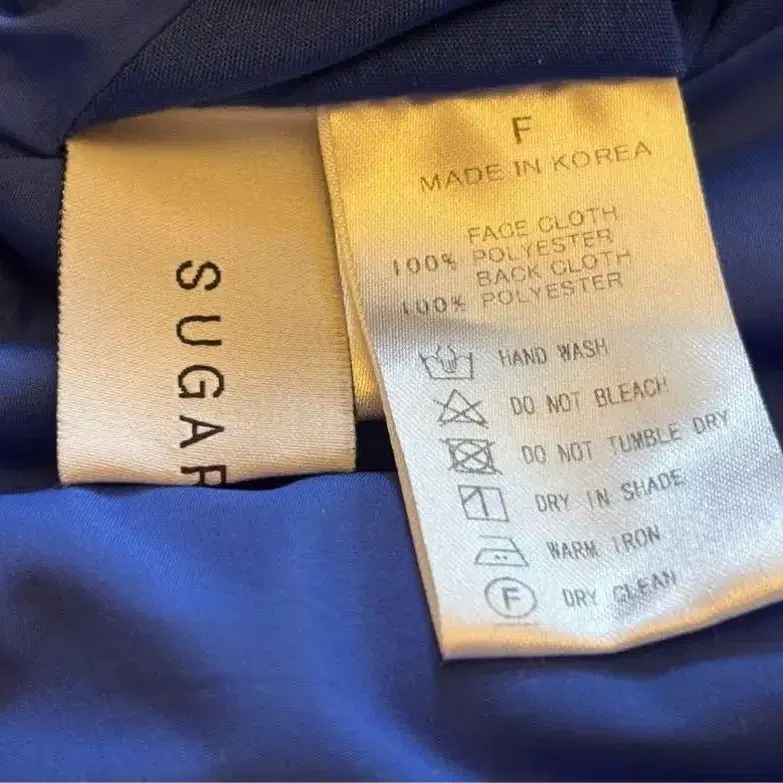 SUGAR
F
MADE IN KOREA
FACE CLOTH
100% POLYESTER
BACK CLOTH
100% POLYESTER
HAND WASH
DO NOT BLEACH
DO NOT TUMBLE DRY
DRY IN SHADE
WARM IRON
F DRY CLEAN